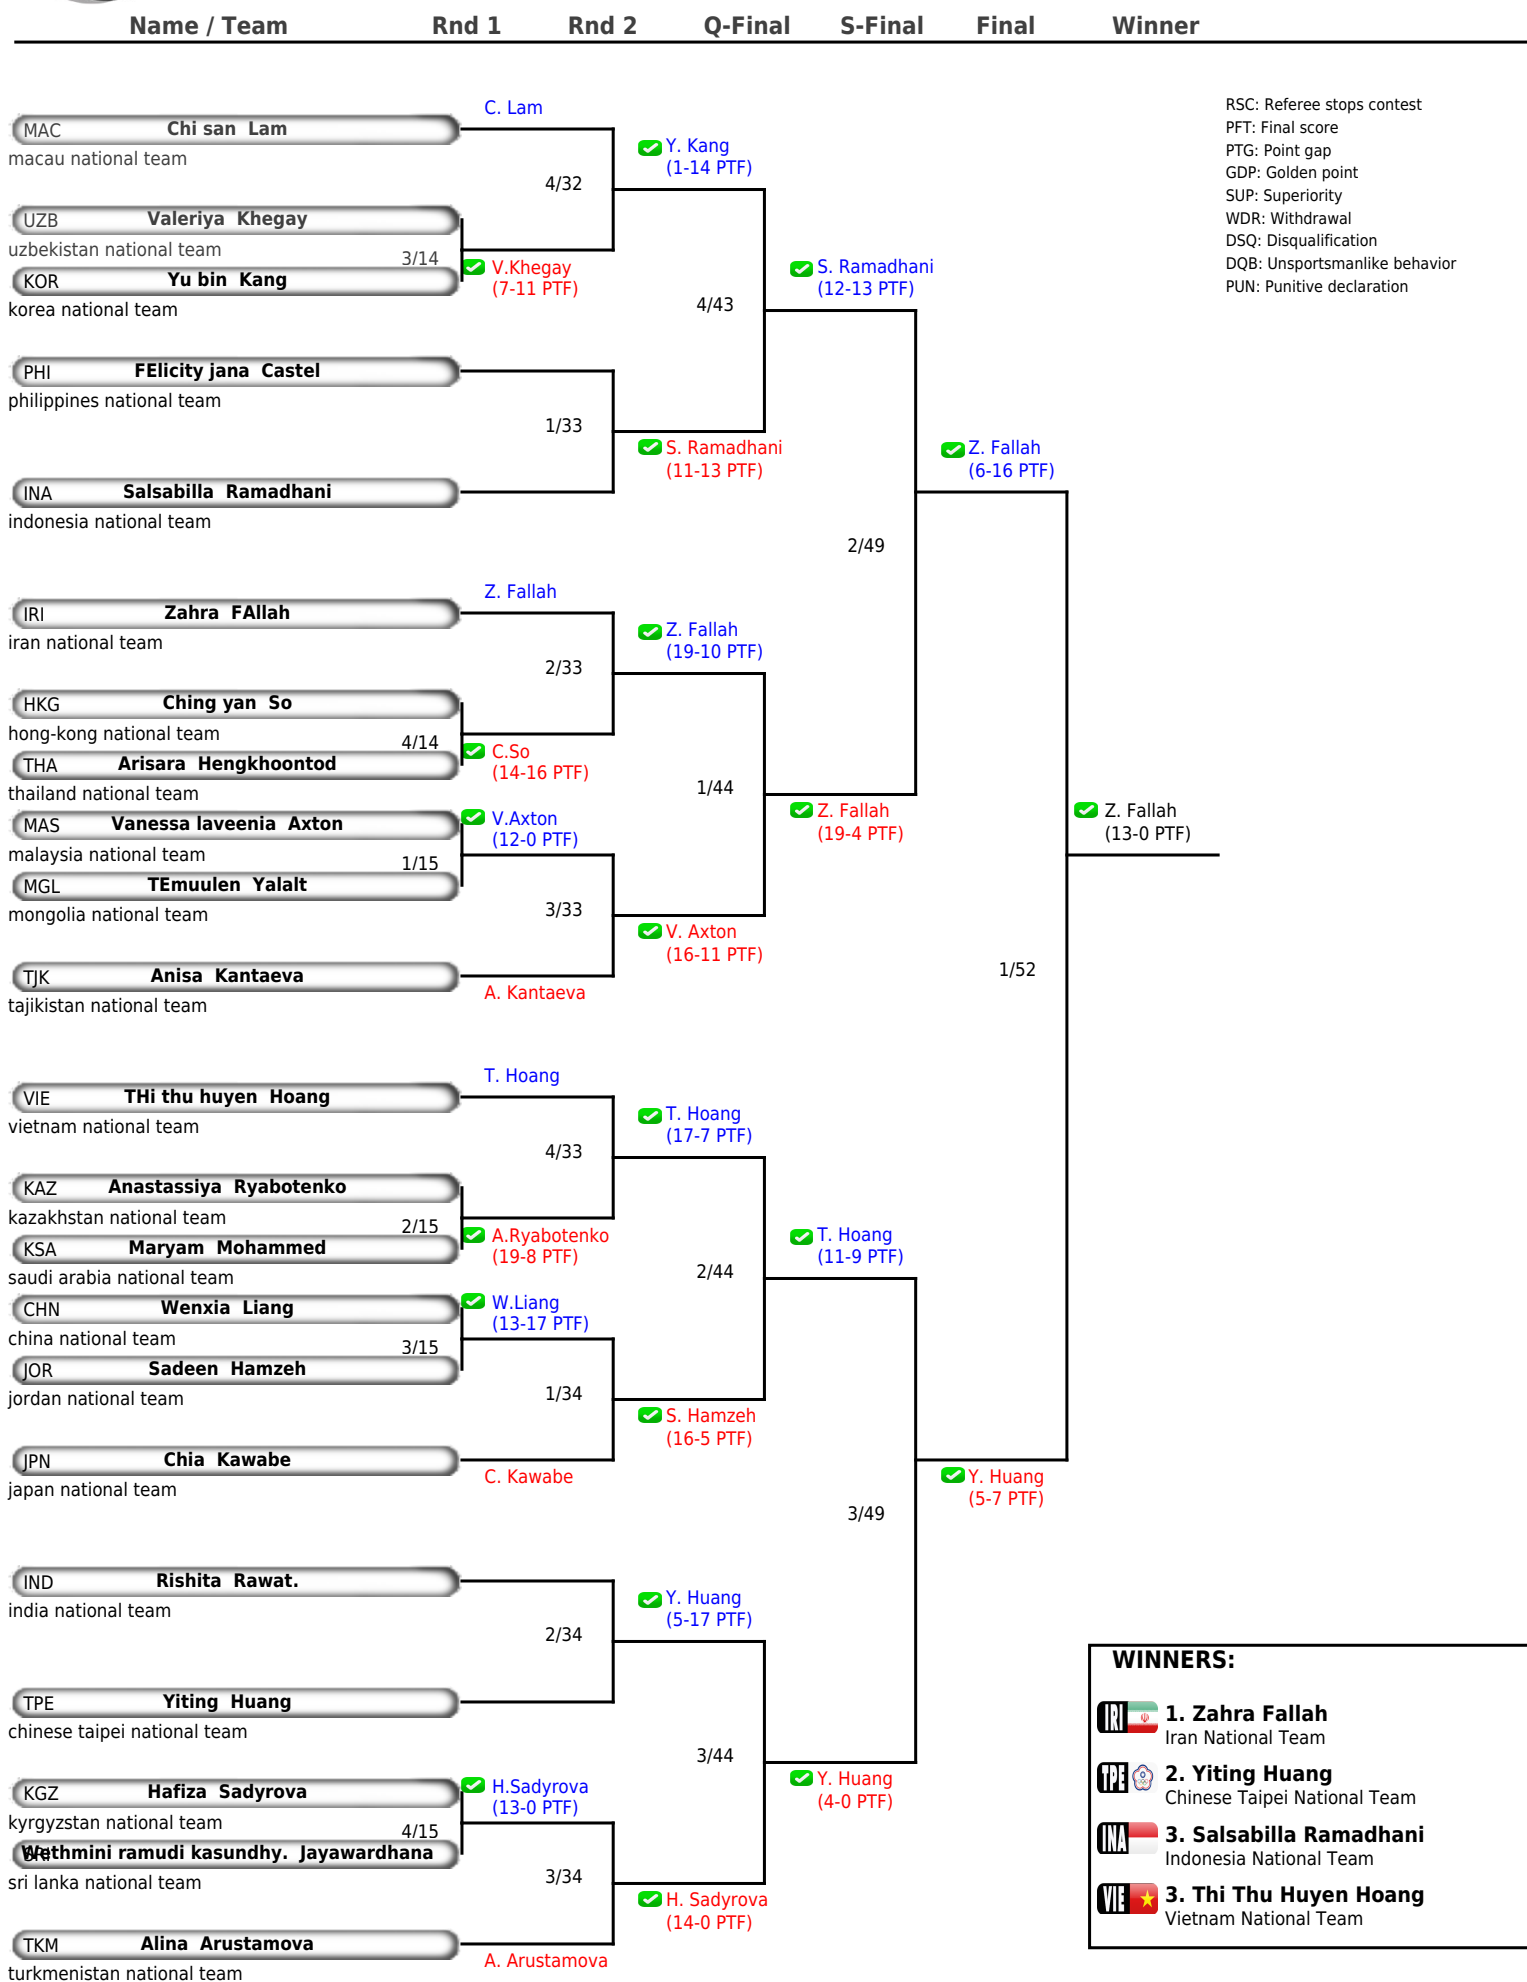 Name / Team Rnd 1 Rnd 2 Q-Final S-Final Final Winner
RSC: Referee stops contest
PFT: Final score
PTG: Point gap
GDP: Golden point
SUP: Superiority
WDR: Withdrawal
DSQ: Disqualification
DQB: Unsportsmanlike behavior
PUN: Punitive declaration
C. Lam
MAC Chi san Lam
macau national team
Y. Kang
(1-14 PTF)
4/32
UZB Valeriya Khegay
uzbekistan national team
3/14
V.Khegay
(7-11 PTF)
KOR Yu bin Kang
korea national team
S. Ramadhani
(12-13 PTF)
4/43
PHI FElicity jana Castel
philippines national team
1/33
S. Ramadhani
(11-13 PTF)
Z. Fallah
(6-16 PTF)
INA Salsabilla Ramadhani
indonesia national team
2/49
Z. Fallah
IRI Zahra FAllah
iran national team
Z. Fallah
(19-10 PTF)
2/33
HKG Ching yan So
hong-kong national team
4/14
C.So
(14-16 PTF)
THA Arisara Hengkhoontod
thailand national team
1/44
V.Axton
(12-0 PTF)
MAS Vanessa laveenia Axton
malaysia national team
1/15
Z. Fallah
(19-4 PTF)
Z. Fallah
(13-0 PTF)
MGL TEmuulen Yalalt
mongolia national team
3/33
V. Axton
(16-11 PTF)
TJK Anisa Kantaeva
tajikistan national team
A. Kantaeva
1/52
T. Hoang
VIE THi thu huyen Hoang
vietnam national team
T. Hoang
(17-7 PTF)
4/33
KAZ Anastassiya Ryabotenko
kazakhstan national team
2/15
A.Ryabotenko
(19-8 PTF)
KSA Maryam Mohammed
saudi arabia national team
T. Hoang
(11-9 PTF)
2/44
W.Liang
(13-17 PTF)
CHN Wenxia Liang
china national team
3/15
JOR Sadeen Hamzeh
jordan national team
1/34
S. Hamzeh
(16-5 PTF)
JPN Chia Kawabe
japan national team
C. Kawabe
Y. Huang
(5-7 PTF)
3/49
IND Rishita Rawat.
india national team
Y. Huang
(5-17 PTF)
2/34
TPE Yiting Huang
chinese taipei national team
3/44
Y. Huang
(4-0 PTF)
H.Sadyrova
(13-0 PTF)
KGZ Hafiza Sadyrova
kyrgyzstan national team
4/15
SRI Wethmini ramudi kasundhy. Jayawardhana
sri lanka national team
3/34
H. Sadyrova
(14-0 PTF)
TKM Alina Arustamova
turkmenistan national team
A. Arustamova
WINNERS:
IRI 1. Zahra Fallah
Iran National Team
TPE 2. Yiting Huang
Chinese Taipei National Team
INA 3. Salsabilla Ramadhani
Indonesia National Team
VIE 3. Thi Thu Huyen Hoang
Vietnam National Team